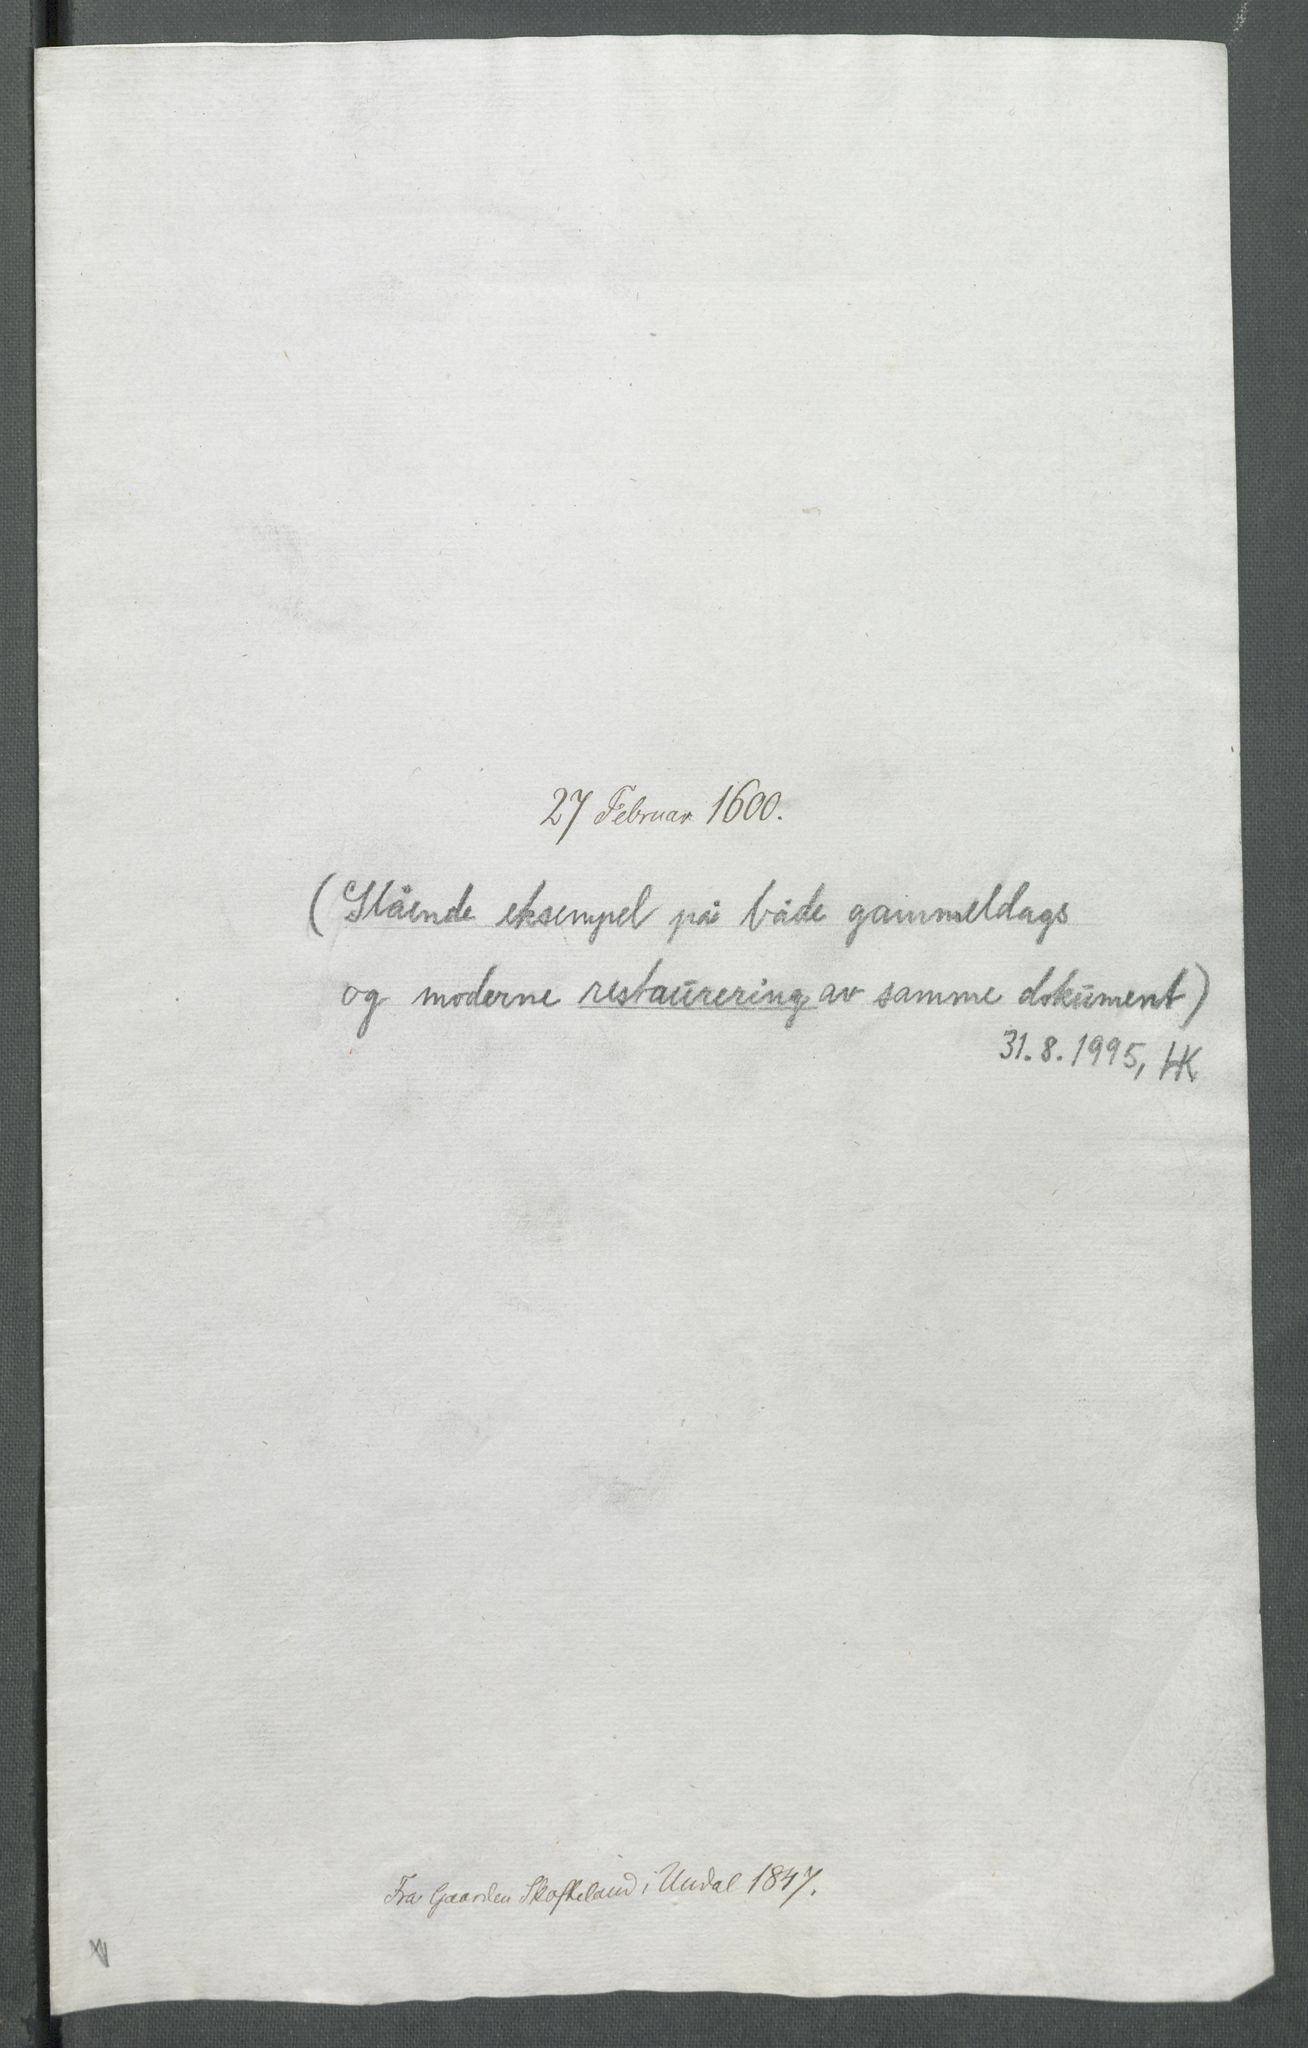 27 Februar 1600.
(Slående eksempel på både gammeldags
og moderne restaurering av samme dokument)
31.8.1995, HK
Fra Gaarden Skofteland i Undal 1847.